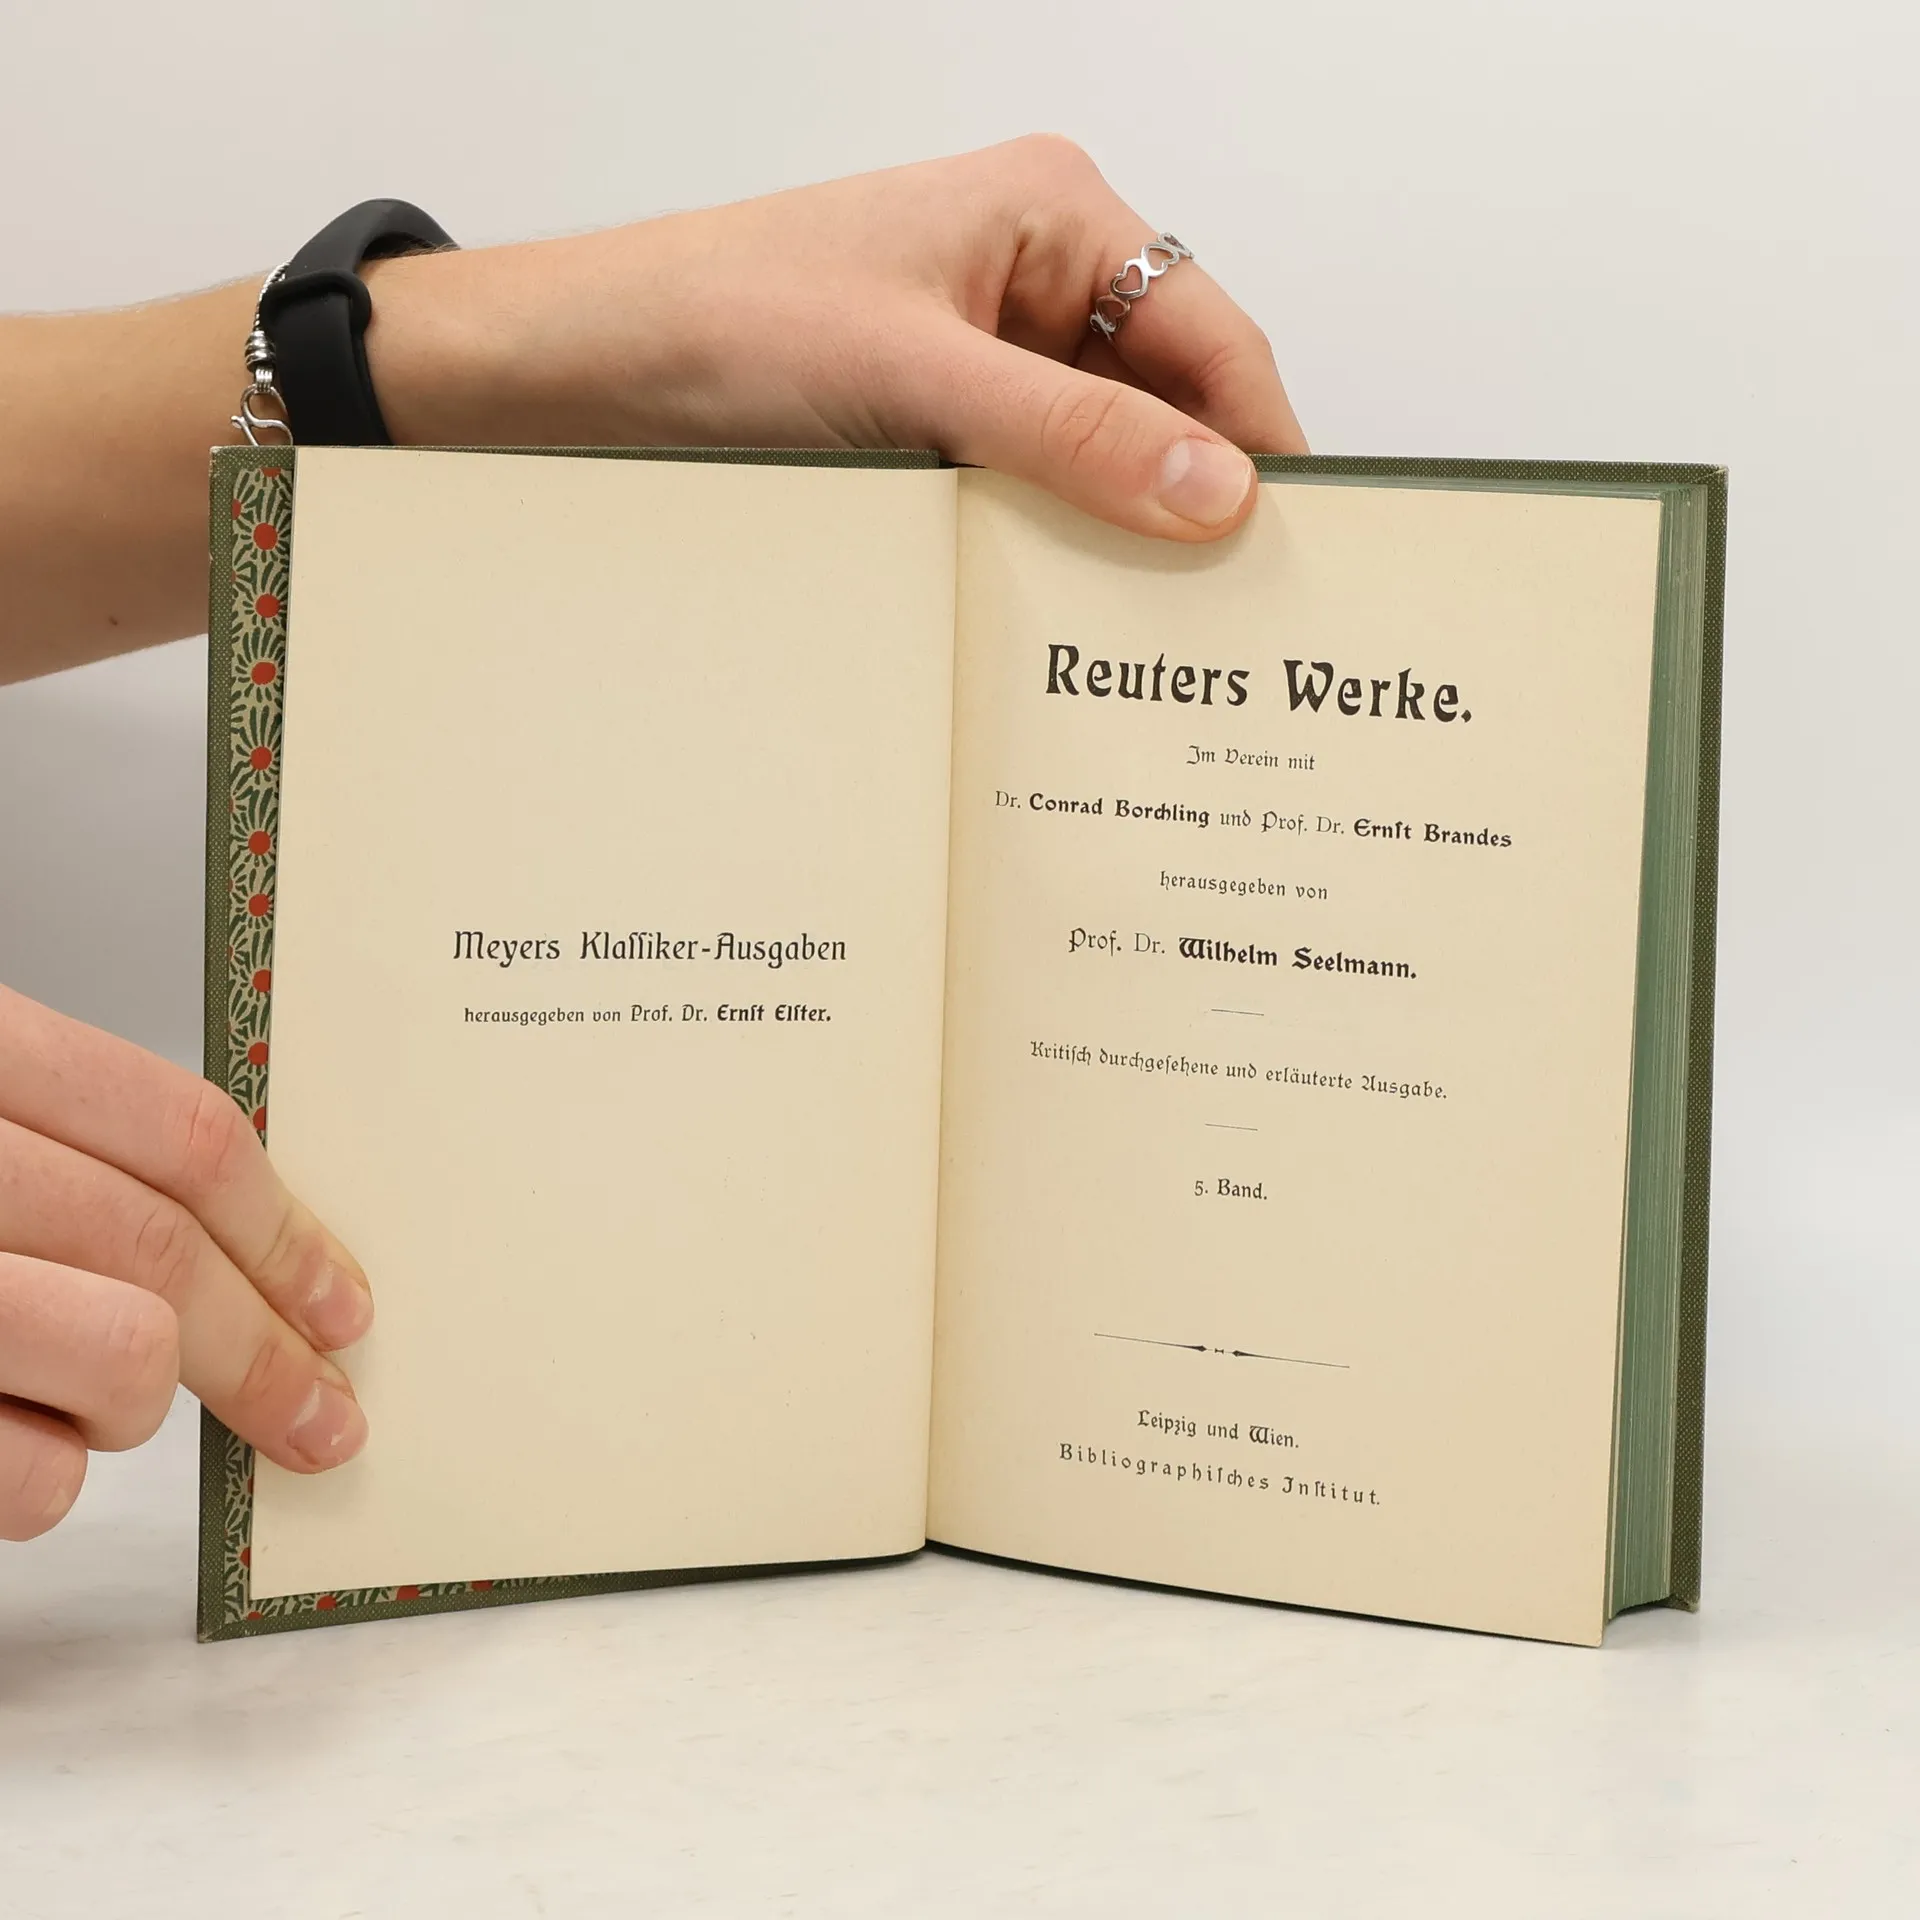 Meyers Klaſſiker-Ausgaben
herausgegeben von Prof. Dr. Ernſt Elſter.
Reuters Werke.
Im Verein mit
Dr. Conrad Borchling und Prof. Dr. Ernſt Brandes
herausgegeben von
Prof. Dr. Wilhelm Seelmann.
Kritiſch durchgeſehene und erläuterte Ausgabe.
5. Band.
Leipzig und Wien.
Bibliographiſches Inſtitut.